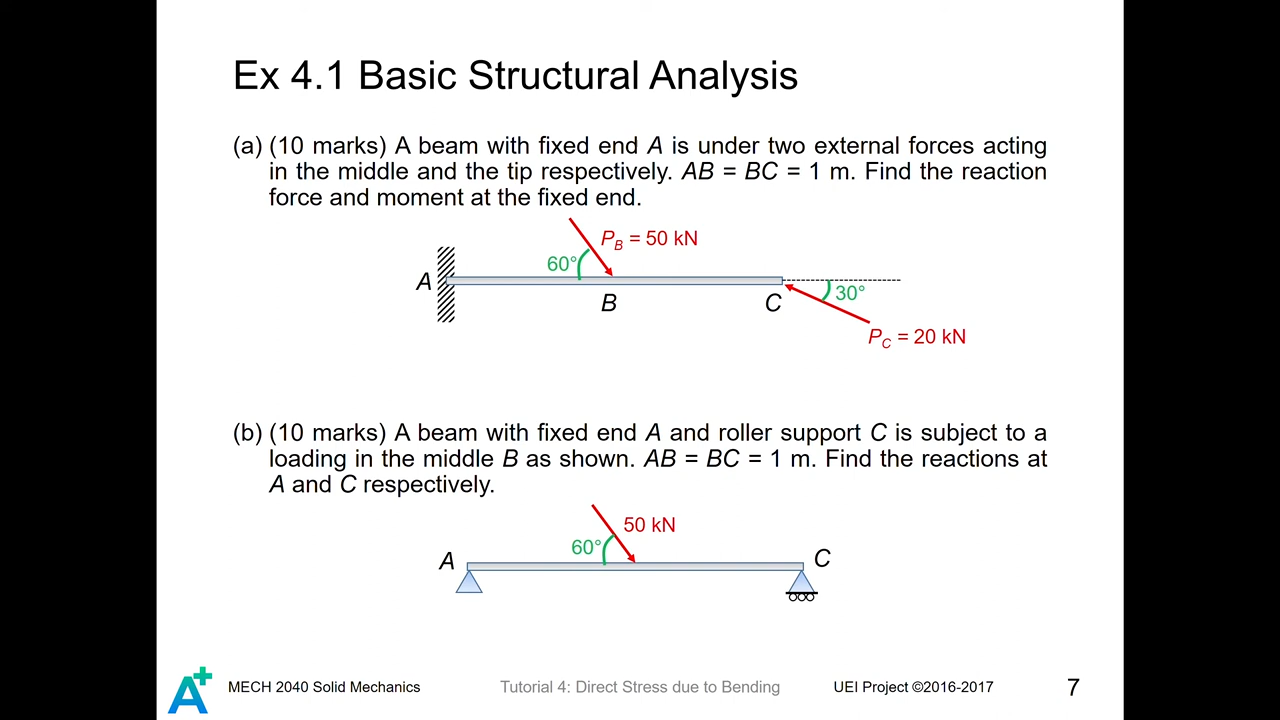 Ex 4.1 Basic Structural Analysis
(a) (10 marks) A beam with fixed end A is under two external forces acting
in the middle and the tip respectively. AB = BC = 1 m. Find the reaction
force and moment at the fixed end.
P_B = 50 kN
60°
A
B
C
30°
P_C = 20 kN
(b) (10 marks) A beam with fixed end A and roller support C is subject to a
loading in the middle B as shown. AB = BC = 1 m. Find the reactions at
A and C respectively.
50 kN
60°
A
C
A+
MECH 2040 Solid Mechanics
Tutorial 4: Direct Stress due to Bending
UEI Project ©2016-2017
7